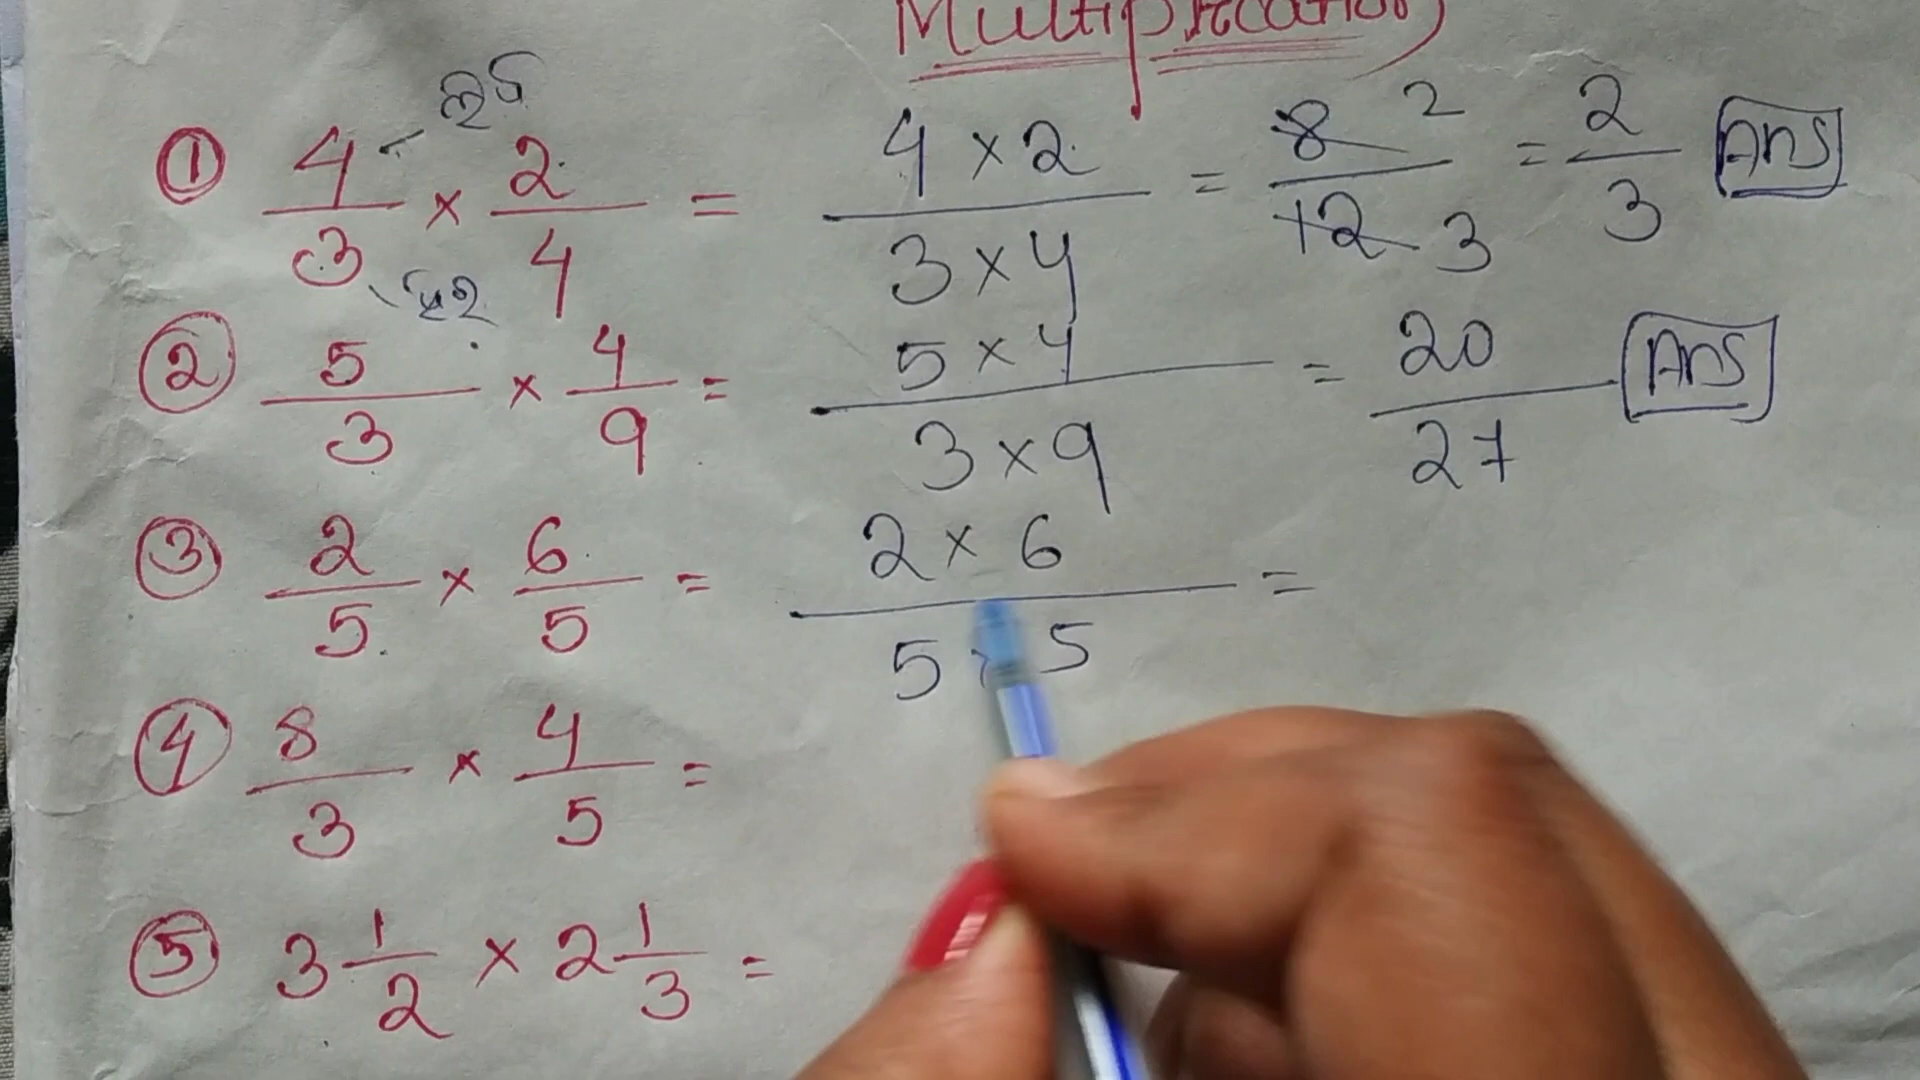 Multiplication
① 4/3 × 2/4 = 4 × 2 / 3 × 4 = 8 2 / 12 3 = 2/3 Ans
② 5/3 × 4/9 = 5 × 4 / 3 × 9 = 20/27 Ans
③ 2/5 × 6/5 = 2 × 6 / 5 × 5 =
④ 8/3 × 4/5 =
⑤ 3 1/2 × 2 1/3 =